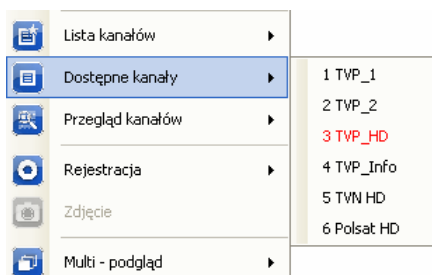 Lista kanałów
Dostępne kanały
Przegląd kanałów
Rejestracja
Zdjęcie
Multi - podgląd
1 TVP_1
2 TVP_2
3 TVP_HD
4 TVP_Info
5 TVN HD
6 Polsat HD